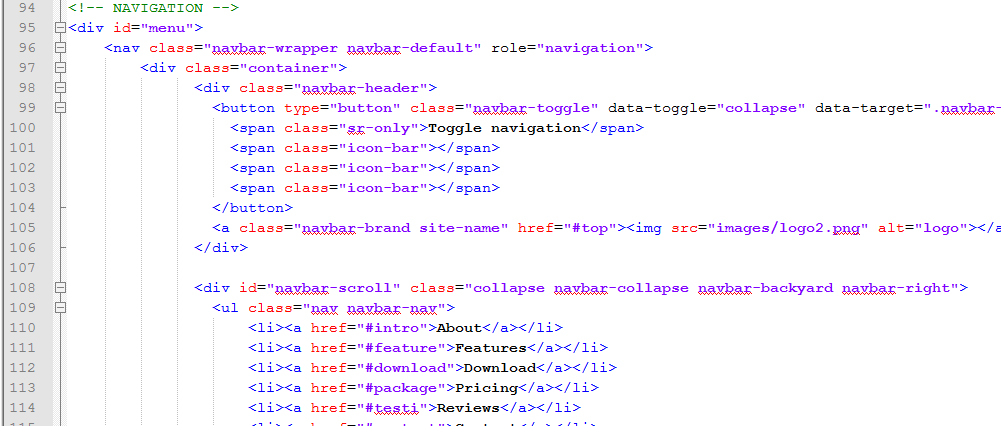 94 <!-- NAVIGATION -->
95 <div id="menu">
96 <nav class="navbar-wrapper navbar-default" role="navigation">
97 <div class="container">
98 <div class="navbar-header">
99 <button type="button" class="navbar-toggle" data-toggle="collapse" data-target=".navbar-
100 <span class="sr-only">Toggle navigation</span>
101 <span class="icon-bar"></span>
102 <span class="icon-bar"></span>
103 <span class="icon-bar"></span>
104 </button>
105 <a class="navbar-brand site-name" href="#top"><img src="images/logo2.png" alt="logo"></a
106 </div>
107
108 <div id="navbar-scroll" class="collapse navbar-collapse navbar-backyard navbar-right">
109 <ul class="nav navbar-nav">
110 <li><a href="#intro">About</a></li>
111 <li><a href="#feature">Features</a></li>
112 <li><a href="#download">Download</a></li>
113 <li><a href="#package">Pricing</a></li>
114 <li><a href="#testi">Reviews</a></li>